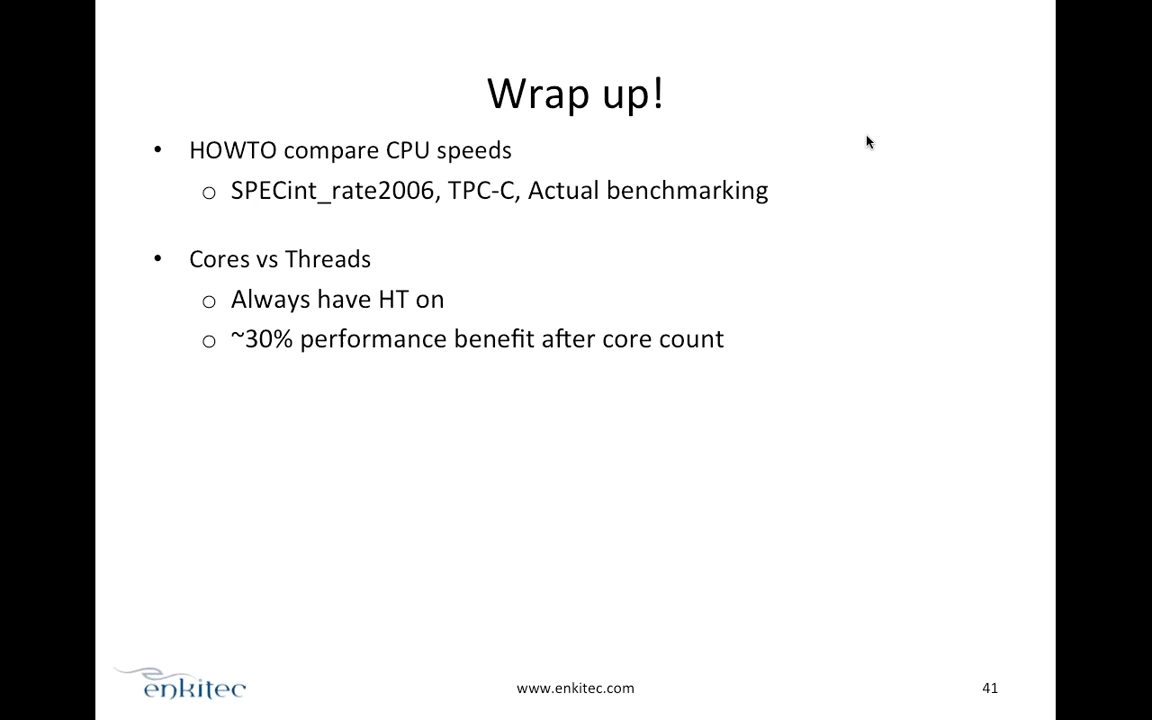 Wrap up!
• HOWTO compare CPU speeds
o SPECint_rate2006, TPC-C, Actual benchmarking
• Cores vs Threads
o Always have HT on
o ~30% performance benefit after core count
enkitec
www.enkitec.com
41